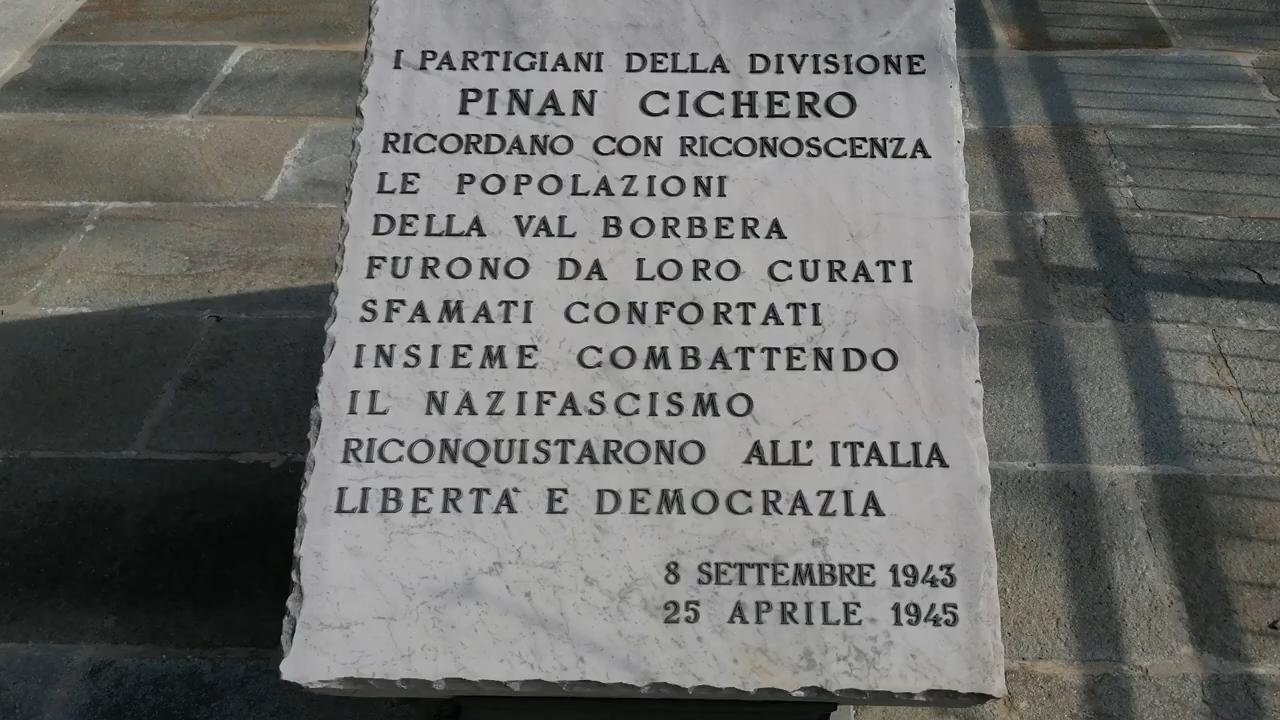 I PARTIGIANI DELLA DIVISIONE
PINAN CICHERO
RICORDANO CON RICONOSCENZA
LE POPOLAZIONI
DELLA VAL BORBERA
FURONO DA LORO CURATI
SFAMATI CONFORTATI
INSIEME COMBATTENDO
IL NAZIFASCISMO
RICONQUISTARONO ALL' ITALIA
LIBERTA` E DEMOCRAZIA
8 SETTEMBRE 1943
25 APRILE 1945